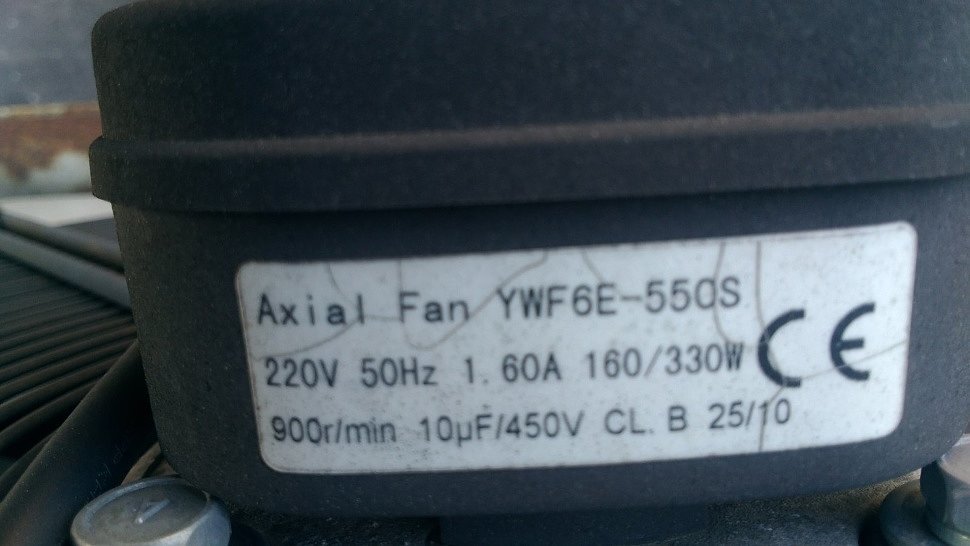 Axial Fan YWF6E-550S
220V 50Hz 1.60A 160/330W CE
900r/min 10µF/450V CL.B 25/10